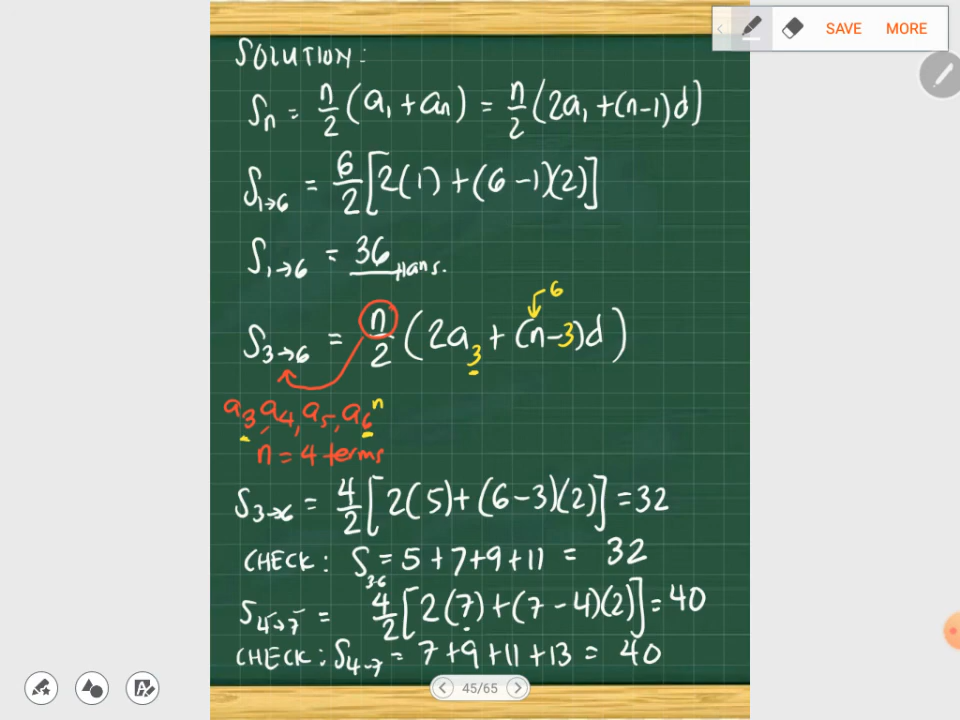 SAVE MORE
SOLUTION:
Sn = n/2 (a₁ + an) = n/2 (2a₁ + (n-1)d)
S₁→₆ = 6/2 [2(1) + (6-1)(2)]
S₁→₆ = 36 ans.
6
S₃→₆ = n/2 (2a₃ + (n-3)d)
a₃, a₄, a₅, a₆ n
n = 4 terms
S₃→₆ = 4/2 [2(5) + (6-3)(2)] = 32
CHECK: S₃₋₆ = 5 + 7 + 9 + 11 = 32
S₄→₇ = 4/2 [2(7) + (7-4)(2)] = 40
CHECK: S₄₋₇ = 7 + 9 + 11 + 13 = 40
45/65